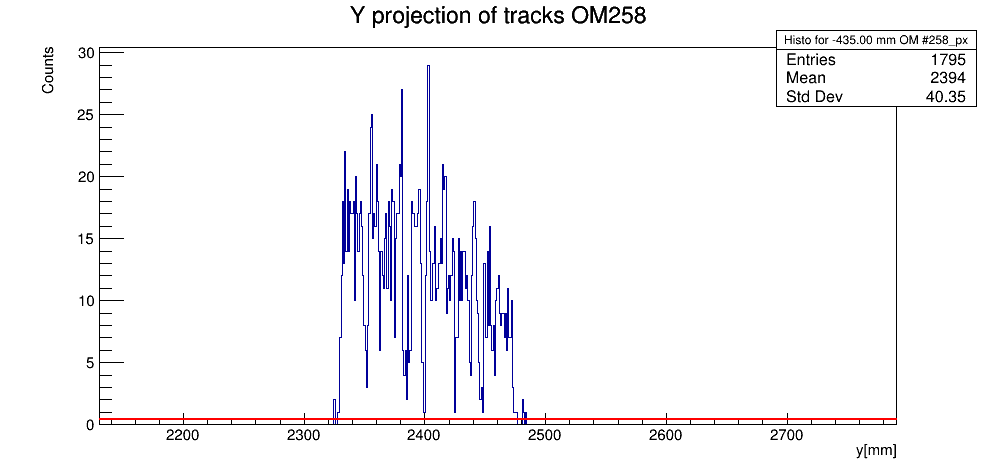 Y projection of tracks OM258
Histo for -435.00 mm OM #258_px
Entries 1795
Mean 2394
Std Dev 40.35
Counts
30
25
20
15
10
5
0
2200 2300 2400 2500 2600 2700
y[mm]